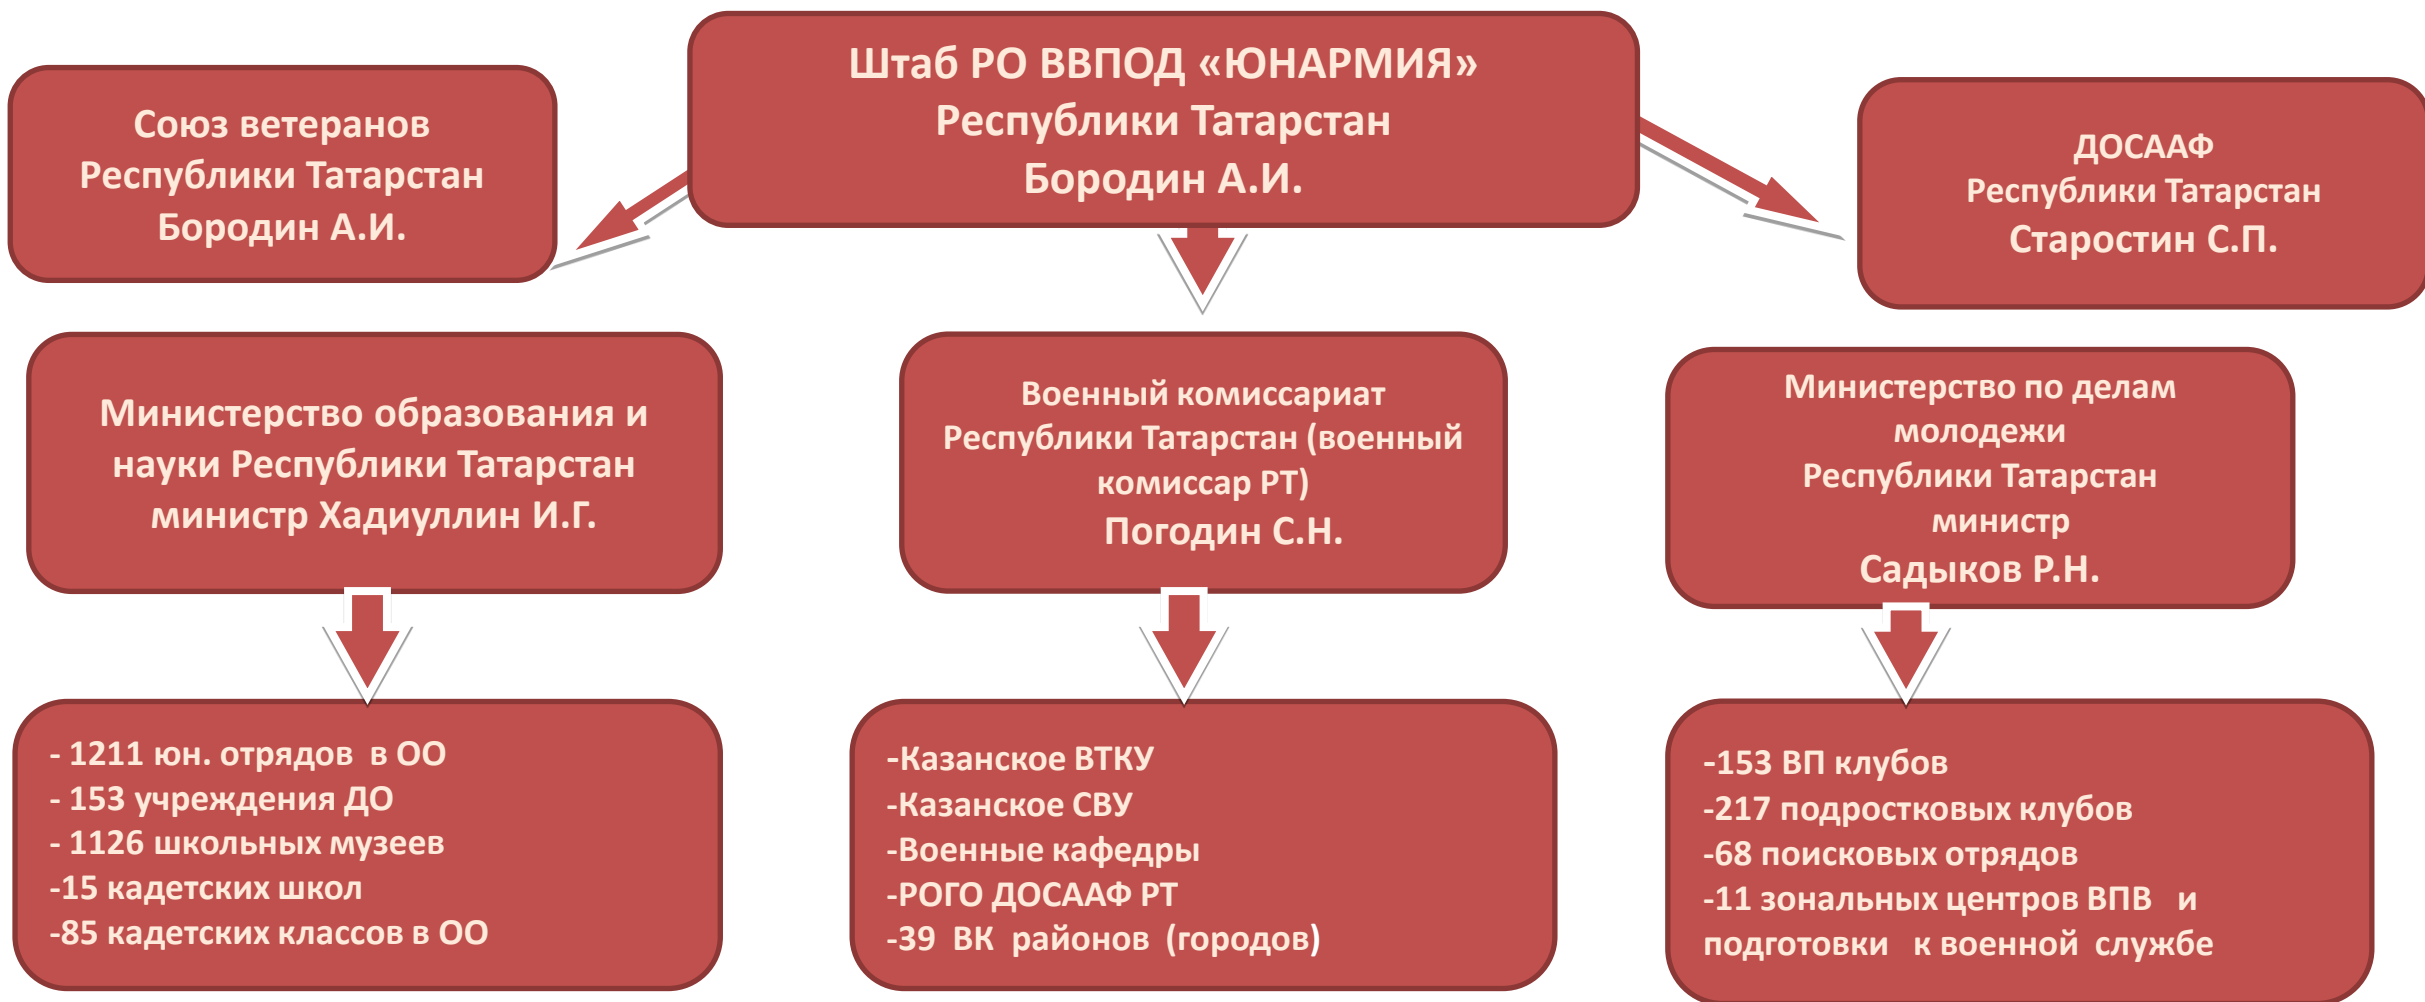 Штаб РО ВВПОД «ЮНАРМИЯ»
Республики Татарстан
Бородин А.И.
Союз ветеранов
Республики Татарстан
Бородин А.И.
ДОСААФ
Республики Татарстан
Старостин С.П.
Министерство образования и
науки Республики Татарстан
министр Хадиуллин И.Г.
Военный комиссариат
Республики Татарстан (военный
комиссар РТ)
Погодин С.Н.
Министерство по делам
молодежи
Республики Татарстан
министр
Садыков Р.Н.
- 1211 юн. отрядов в ОО
- 153 учреждения ДО
- 1126 школьных музеев
-15 кадетских школ
-85 кадетских классов в ОО
-Казанское ВТКУ
-Казанское СВУ
-Военные кафедры
-РОГО ДОСААФ РТ
-39 ВК районов (городов)
-153 ВП клубов
-217 подростковых клубов
-68 поисковых отрядов
-11 зональных центров ВПВ и
подготовки к военной службе